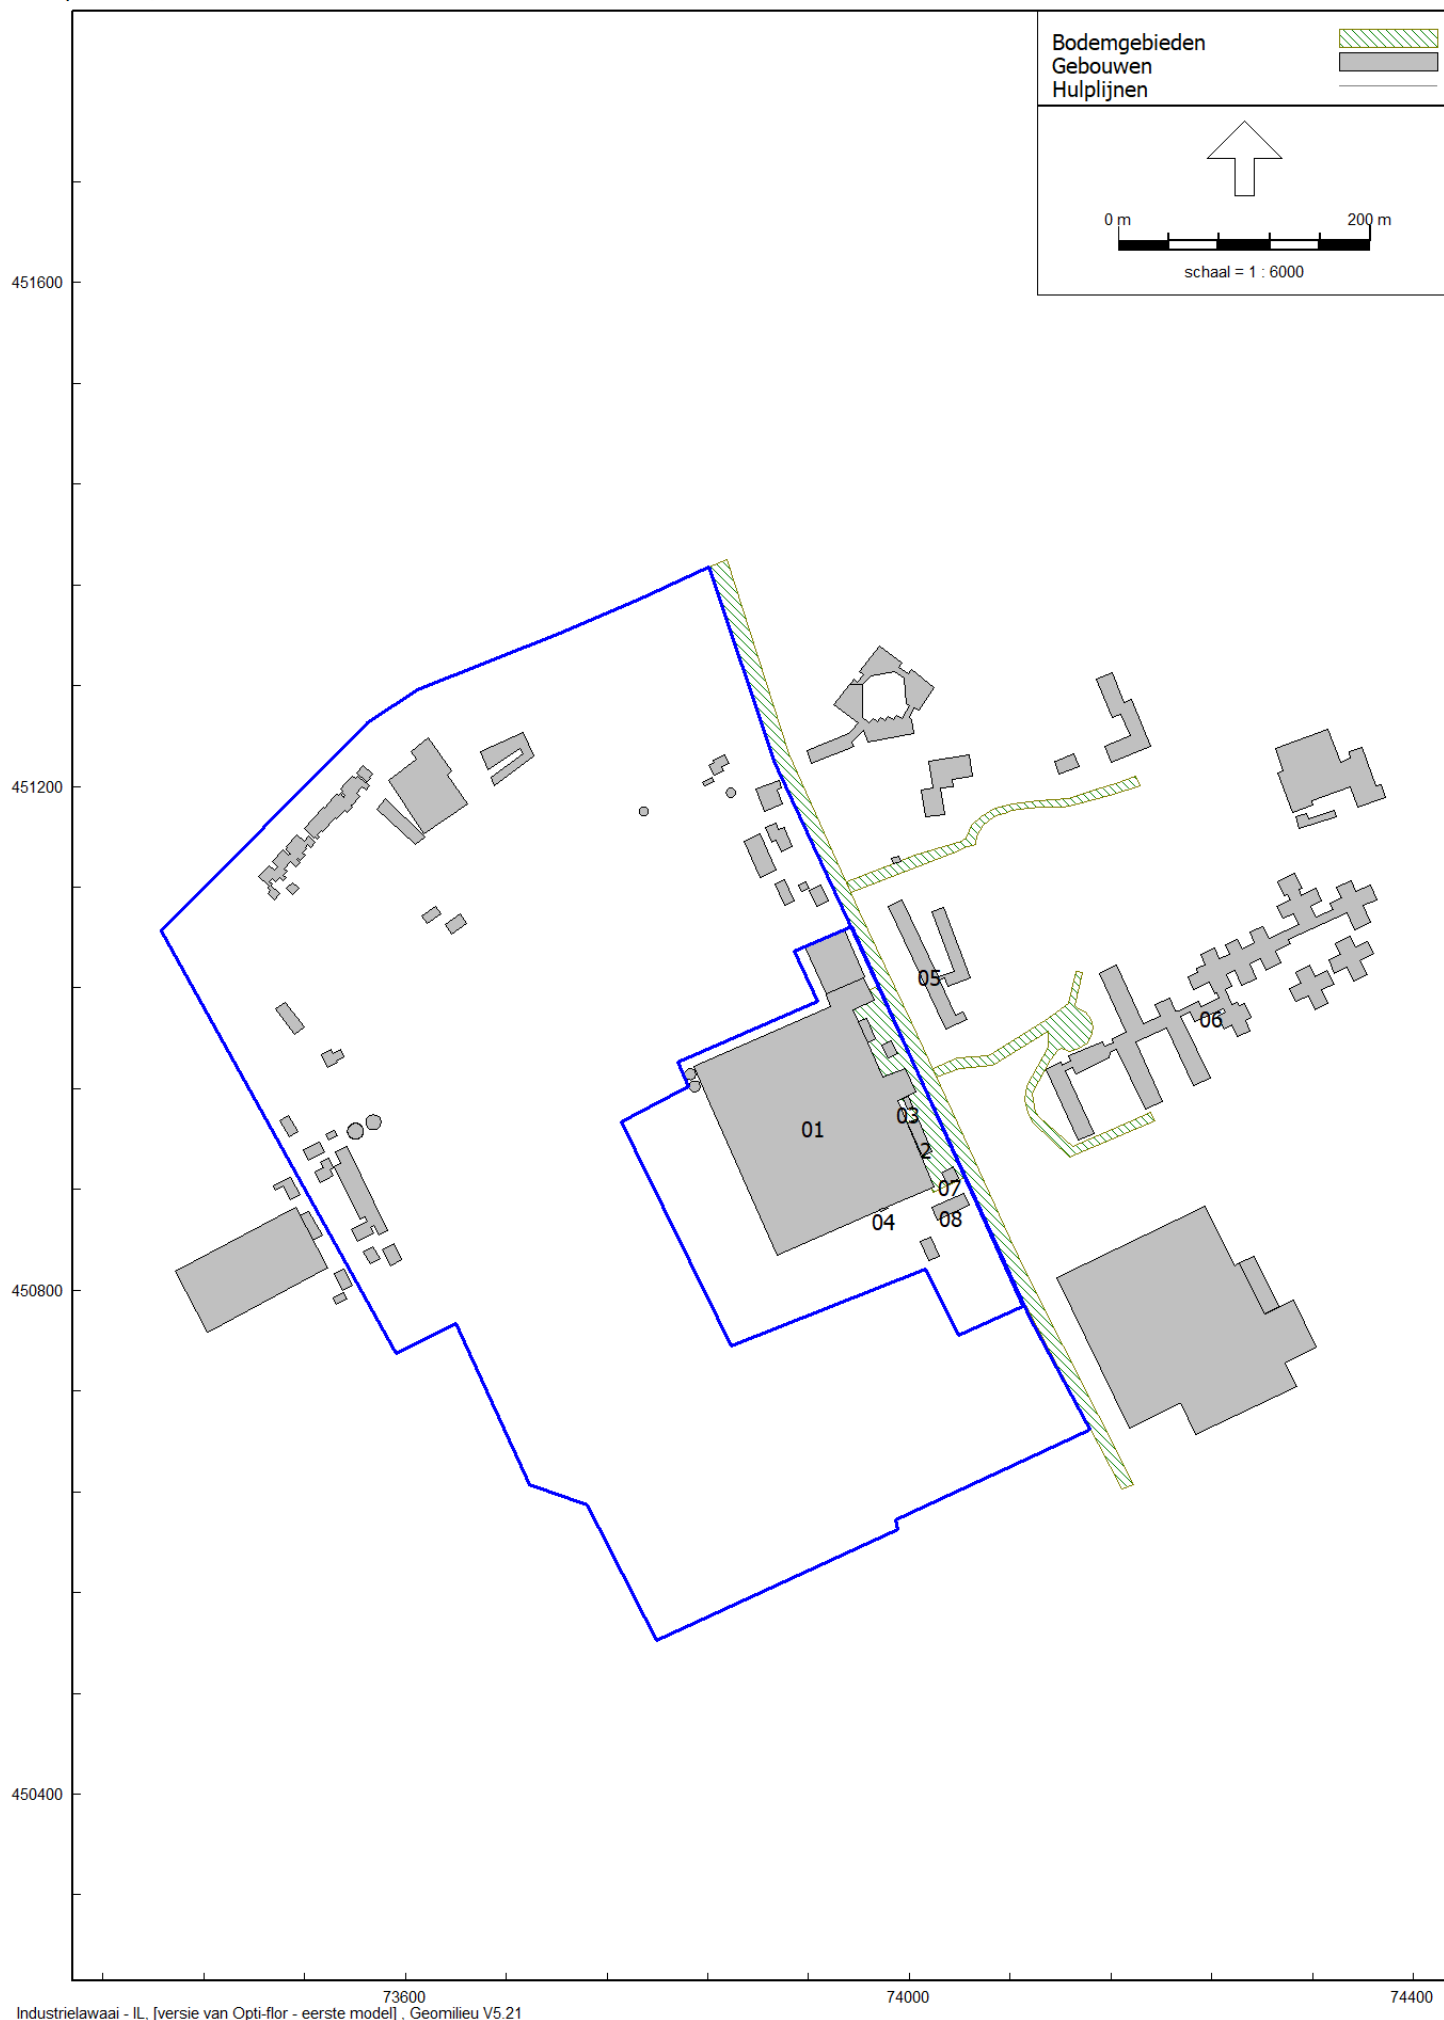 Bodemgebieden
Gebouwen
Hulplijnen
0 m 200 m
schaal = 1 : 6000
451600
451200
05
06
03
01
2
07
04
08
450800
450400
73600 74000 74400
Industrielawaai - IL, [versie van Opti-flor - eerste model] , Geomilieu V5.21